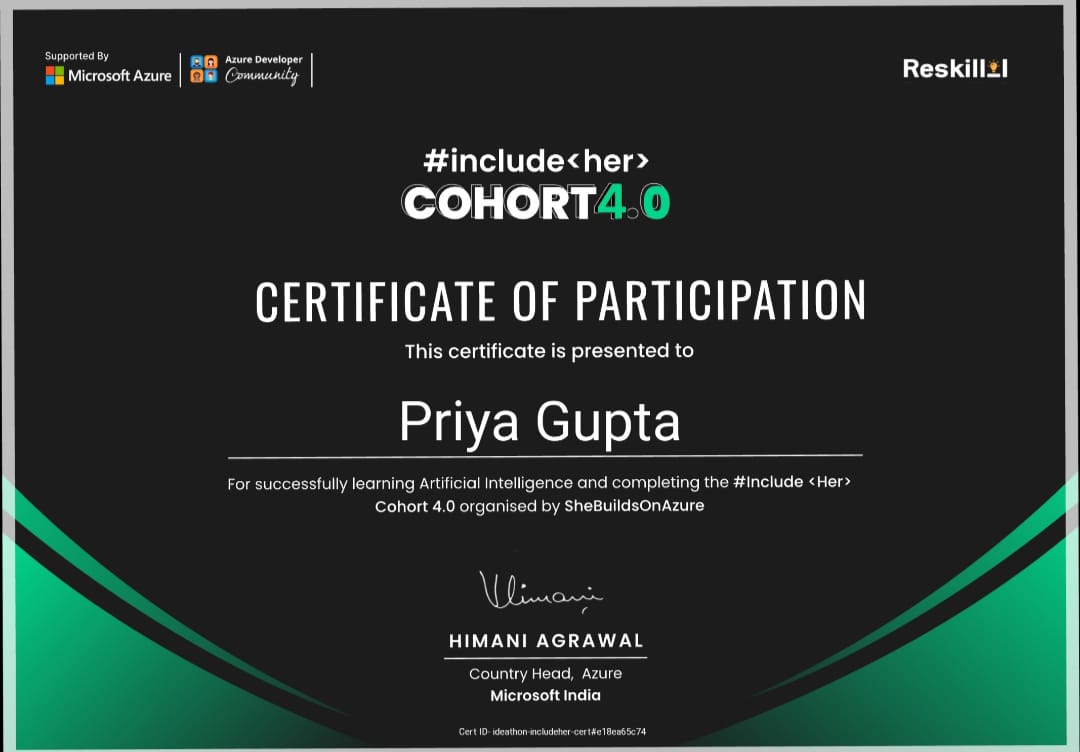 Supported By
Microsoft Azure
Azure Developer
Community
Reskilll
#include<her>
COHORT4.0
CERTIFICATE OF PARTICIPATION
This certificate is presented to
Priya Gupta
For successfully learning Artificial Intelligence and completing the #Include <Her>
Cohort 4.0 organised by SheBuildsOnAzure
Himani
HIMANI AGRAWAL
Country Head, Azure
Microsoft India
Cert ID- ideathon-includeher-cert#e18ea65c74